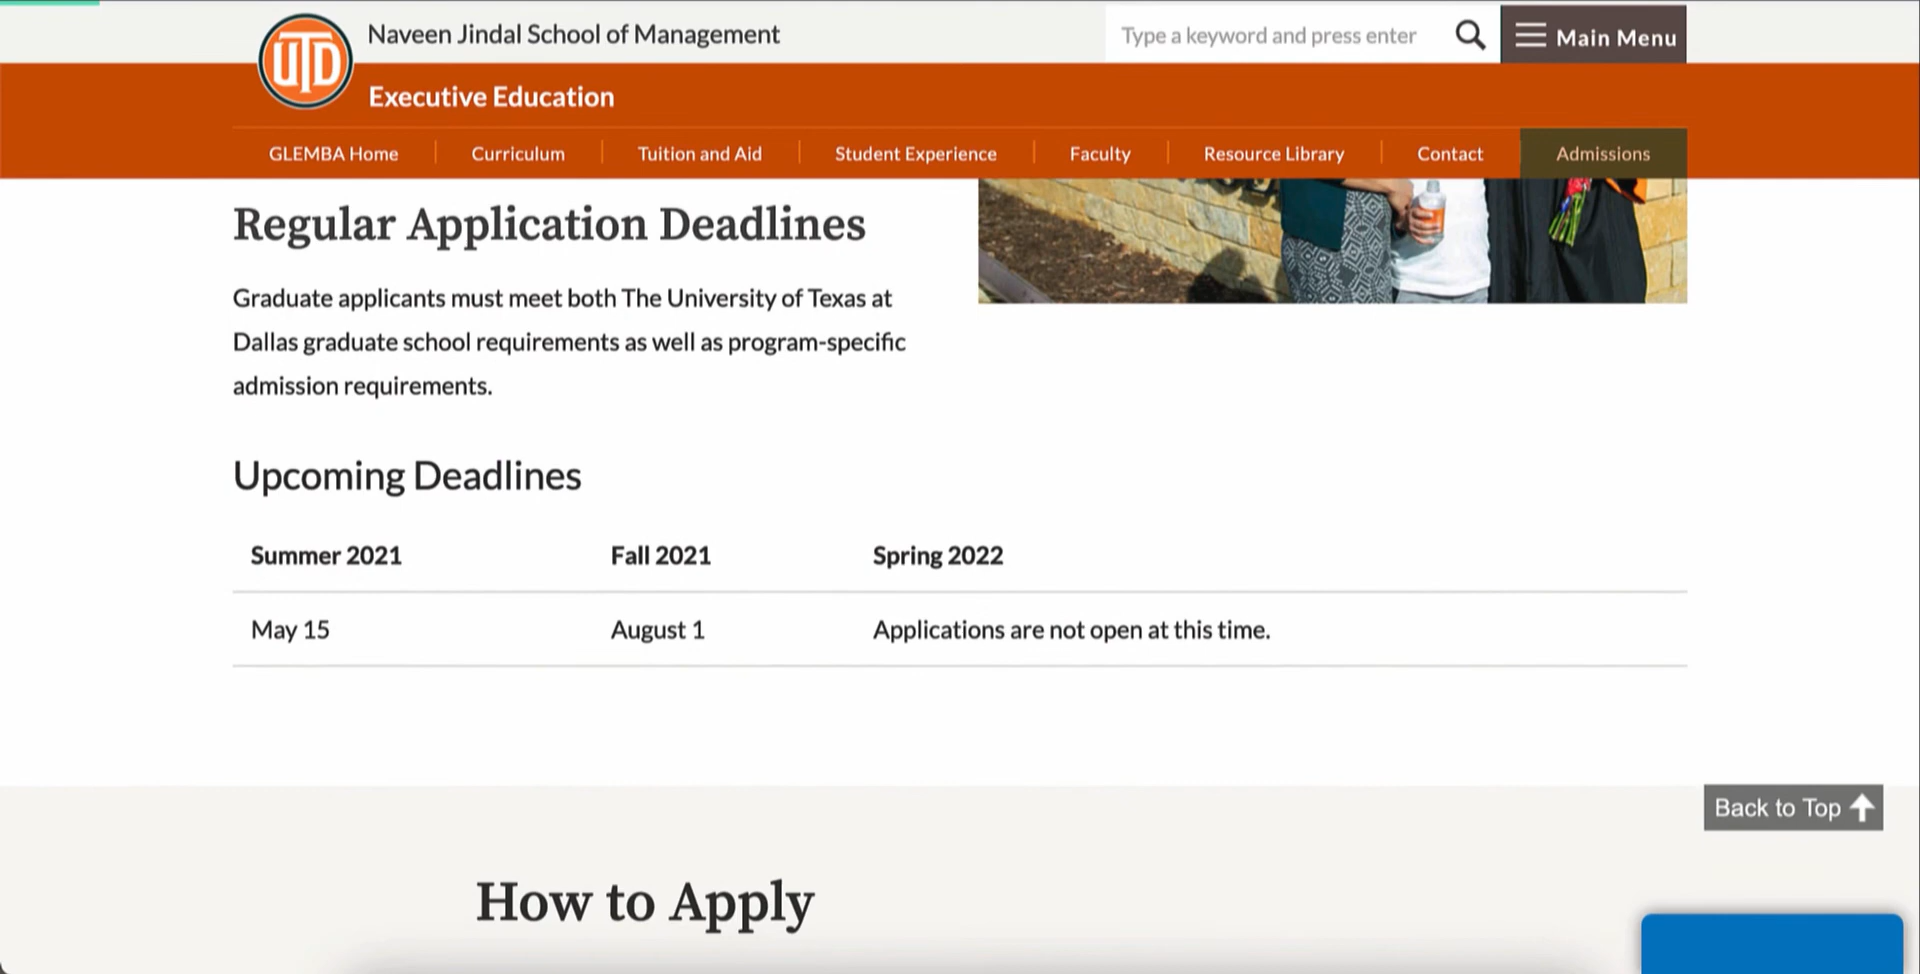 Naveen Jindal School of Management
Type a keyword and press enter
Main Menu
UTD
Executive Education
GLEMBA Home
Curriculum
Tuition and Aid
Student Experience
Faculty
Resource Library
Contact
Admissions
Regular Application Deadlines
Graduate applicants must meet both The University of Texas at
Dallas graduate school requirements as well as program-specific
admission requirements.
Upcoming Deadlines
Summer 2021 Fall 2021 Spring 2022
May 15 August 1 Applications are not open at this time.
Back to Top
How to Apply